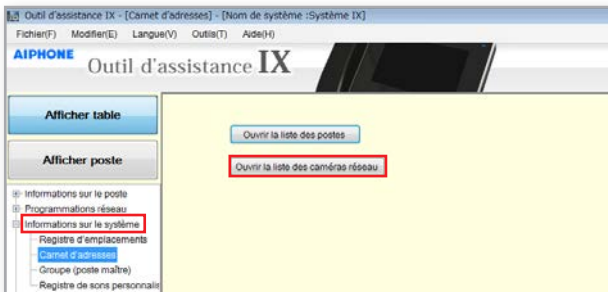 Outil d'assistance IX - [Carnet d'adresses] - [Nom de système :Système IX]
Fichier(F) Modifier(E) Langue(V) Outils(T) Aide(H)
AIPHONE
Outil d'assistance IX
Afficher table
Afficher poste
Ouvrir la liste des postes
Ouvrir la liste des caméras réseau
Informations sur le poste
Programmations réseau
Informations sur le système
Registre d'emplacements
Carnet d'adresses
Groupe (poste maître)
Registre de sons personnalis